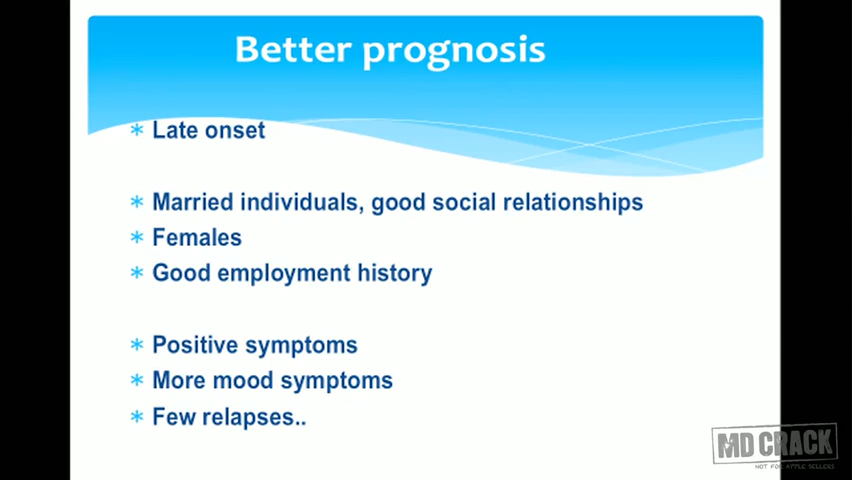 Better prognosis
Late onset
Married individuals, good social relationships
Females
Good employment history
Positive symptoms
More mood symptoms
Few relapses..
MD CRACK
NOT FOR APPLE SELLERS